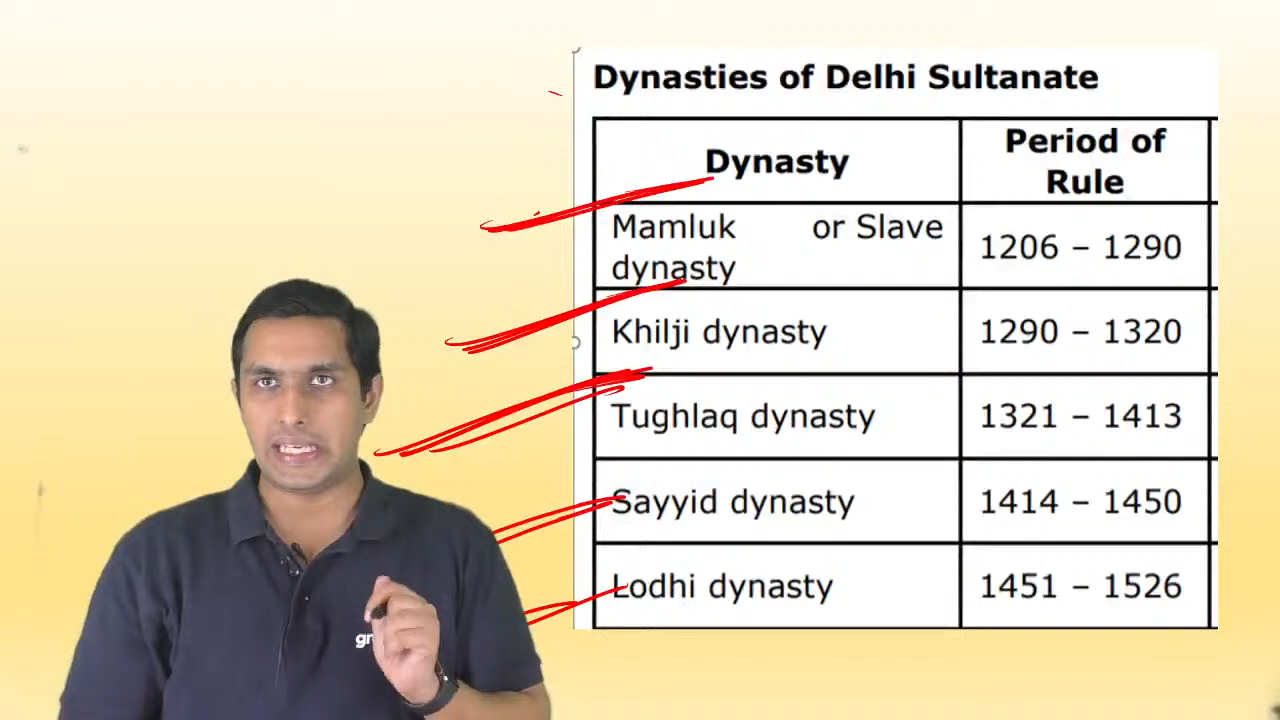 Dynasties of Delhi Sultanate
Dynasty
Period of
Rule
Mamluk or Slave
dynasty
1206 – 1290
Khilji dynasty
1290 – 1320
Tughlaq dynasty
1321 – 1413
Sayyid dynasty
1414 – 1450
Lodhi dynasty
1451 – 1526